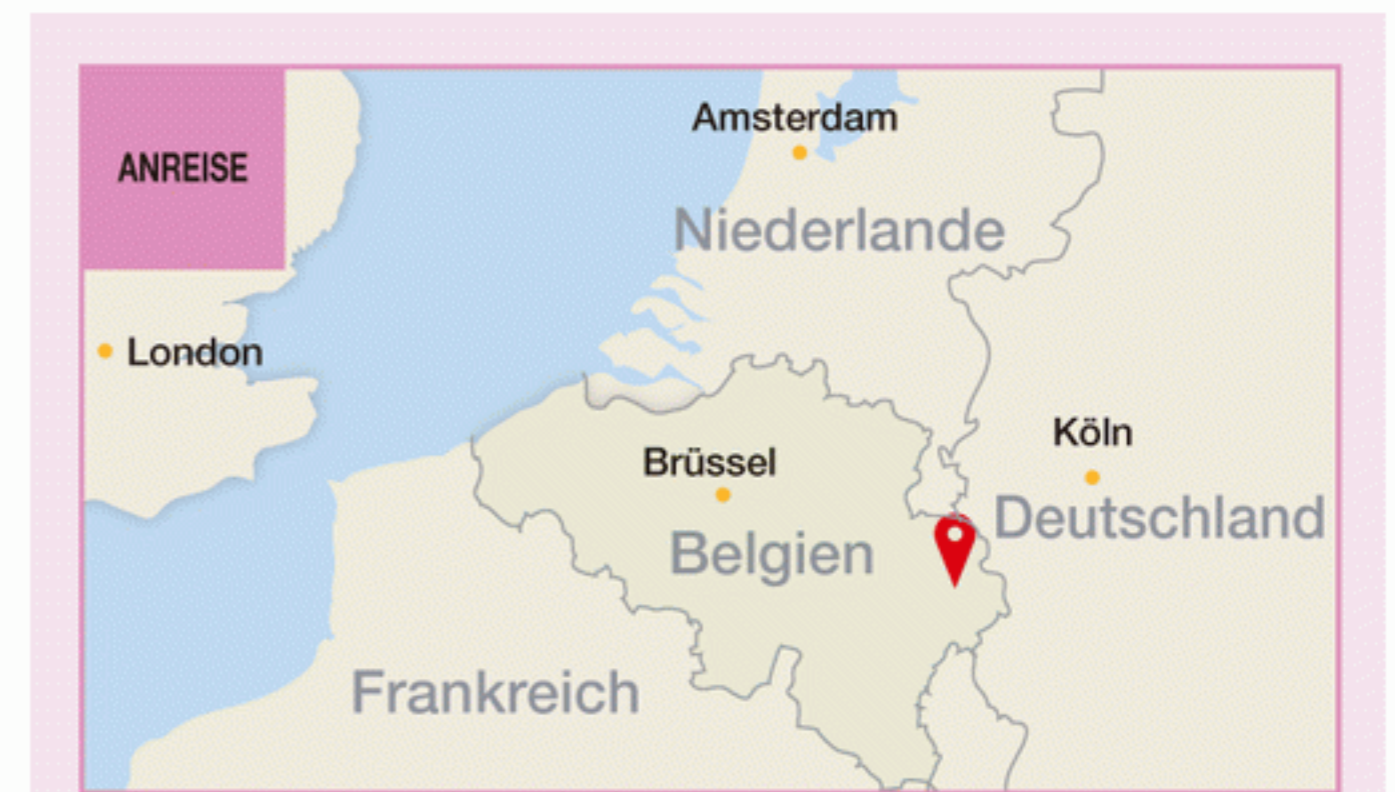 ANREISE
Amsterdam
Niederlande
London
Köln
Brüssel
Deutschland
Belgien
Frankreich